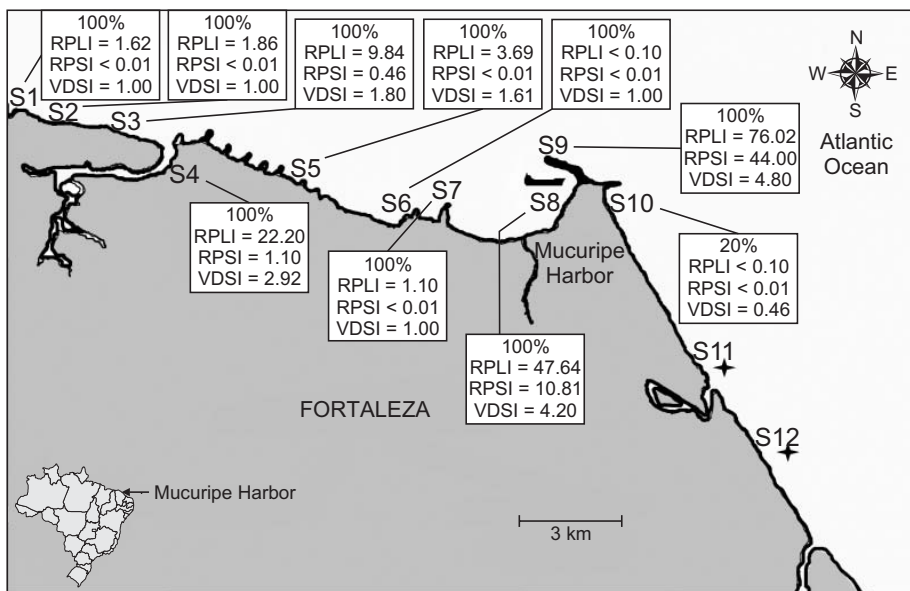 100%
RPLI = 1.62
RPSI < 0.01
VDSI = 1.00
100%
RPLI = 1.86
RPSI < 0.01
VDSI = 1.00
100%
RPLI = 9.84
RPSI = 0.46
VDSI = 1.80
100%
RPLI = 3.69
RPSI < 0.01
VDSI = 1.61
100%
RPLI < 0.10
RPSI < 0.01
VDSI = 1.00
N
W
E
S
Atlantic
Ocean
S1
S2
S3
S4
S5
S6
S7
S8
S9
S10
100%
RPLI = 76.02
RPSI = 44.00
VDSI = 4.80
100%
RPLI = 22.20
RPSI = 1.10
VDSI = 2.92
100%
RPLI = 1.10
RPSI < 0.01
VDSI = 1.00
Mucuripe
Harbor
20%
RPLI < 0.10
RPSI < 0.01
VDSI = 0.46
100%
RPLI = 47.64
RPSI = 10.81
VDSI = 4.20
S11
S12
FORTALEZA
Mucuripe Harbor
3 km